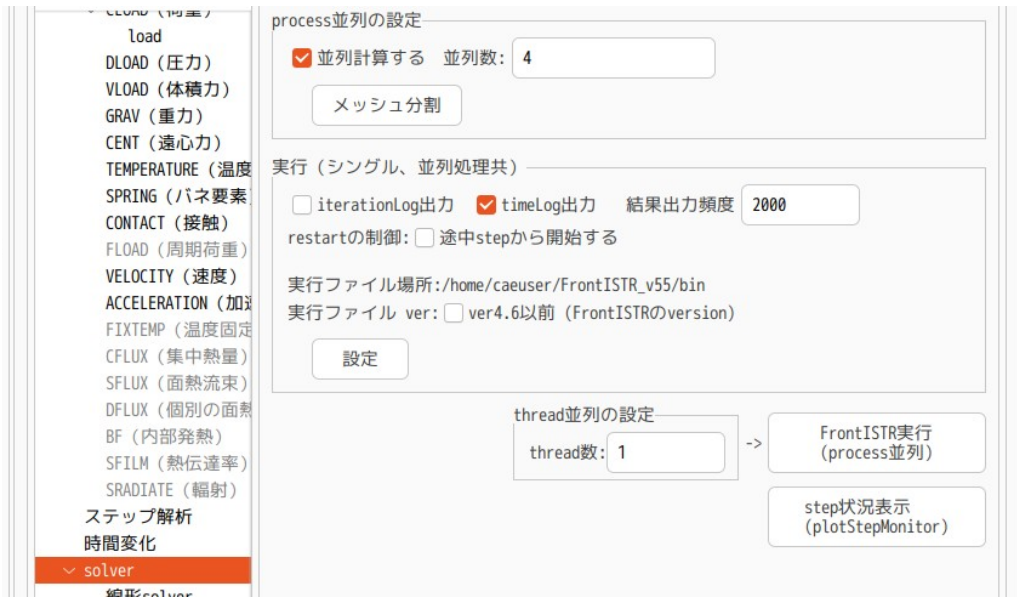 load
DLOAD (圧力)
VLOAD (体積力)
GRAV (重力)
CENT (遠心力)
TEMPERATURE (温度
SPRING (バネ要素)
CONTACT (接触)
FLOAD (周期荷重)
VELOCITY (速度)
ACCELERATION (加速
FIXTEMP (温度固定
CFLUX (集中熱量)
SFLUX (面熱流束)
DFLUX (個別の面熱
BF (内部発熱)
SFILM (熱伝達率)
SRADIATE (輻射)
ステップ解析
時間変化
solver
線形solver
process並列の設定
並列計算する 並列数: 4
メッシュ分割
実行 (シングル、並列処理共)
iterationLog出力 timeLog出力 結果出力頻度 2000
restartの制御: 途中stepから開始する
実行ファイル場所:/home/caeuser/FrontISTR_v55/bin
実行ファイル ver: ver4.6以前 (FrontISTRのversion)
設定
thread並列の設定
thread数: 1
->
FrontISTR実行
(process並列)
step状況表示
(plotStepMonitor)